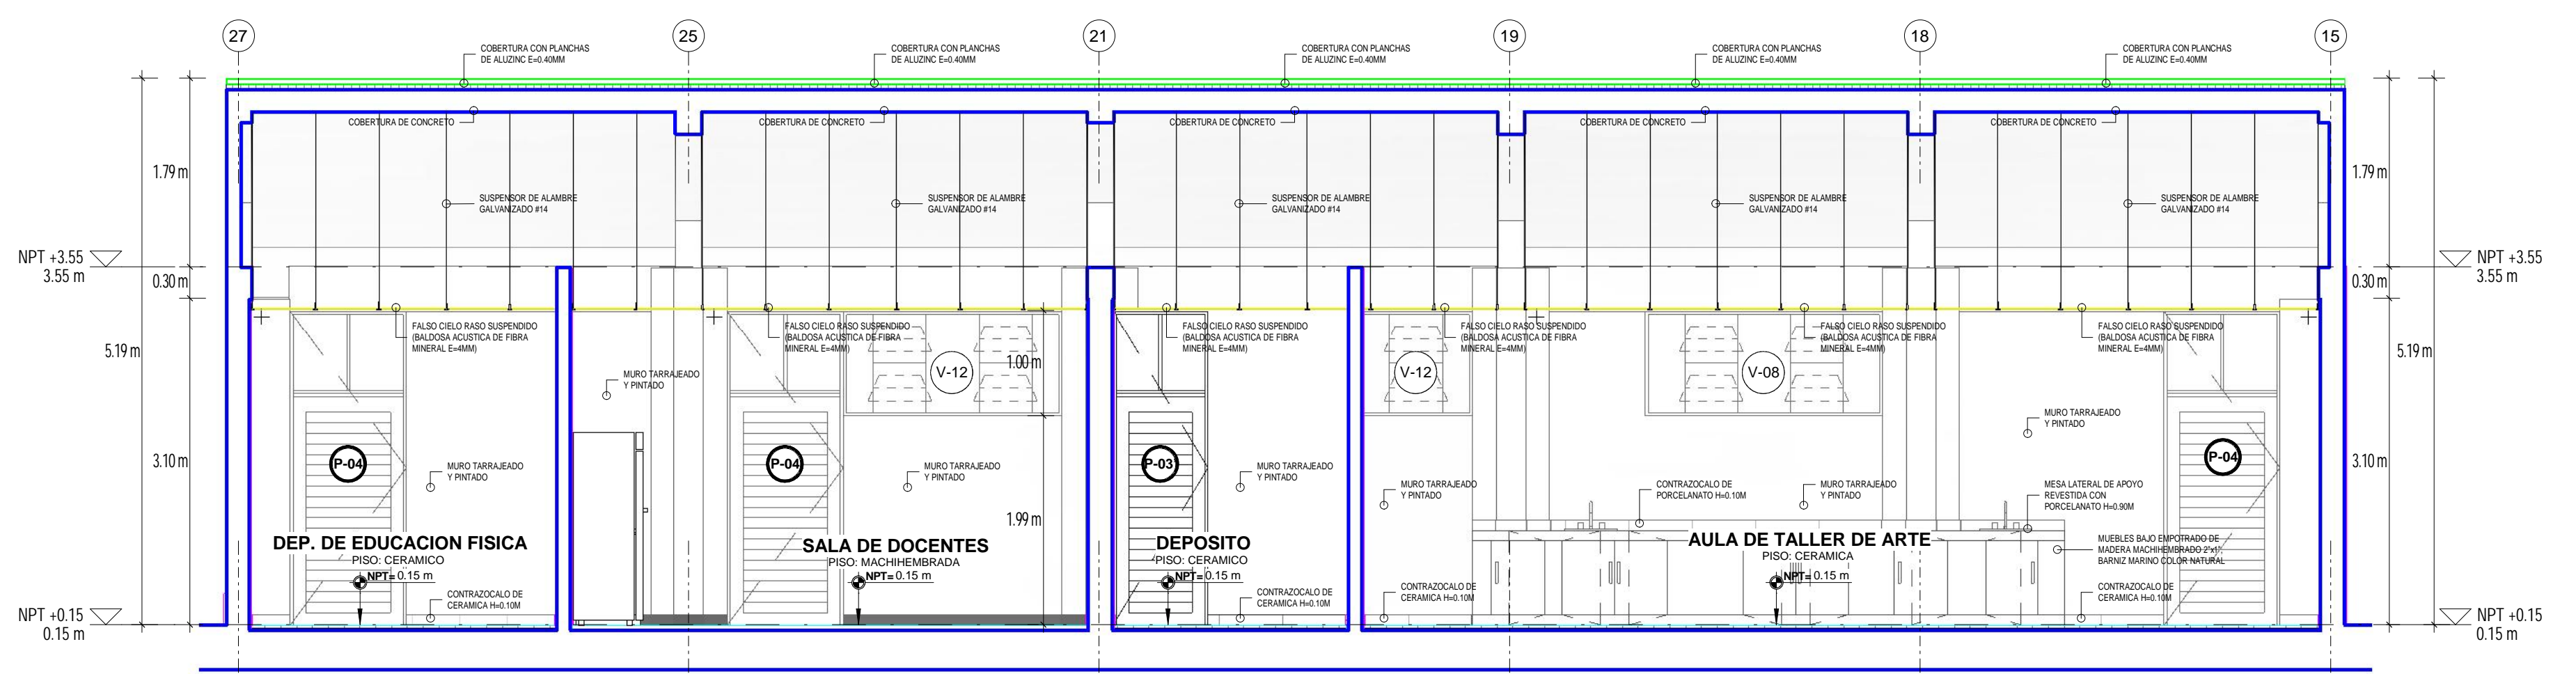 27
25
21
19
18
15
COBERTURA CON PLANCHAS
DE ALUZINC E=0.40MM
COBERTURA CON PLANCHAS
DE ALUZINC E=0.40MM
COBERTURA CON PLANCHAS
DE ALUZINC E=0.40MM
COBERTURA CON PLANCHAS
DE ALUZINC E=0.40MM
COBERTURA CON PLANCHAS
DE ALUZINC E=0.40MM
COBERTURA DE CONCRETO
COBERTURA DE CONCRETO
COBERTURA DE CONCRETO
COBERTURA DE CONCRETO
COBERTURA DE CONCRETO
1.79 m
1.79 m
SUSPENSOR DE ALAMBRE
GALVANIZADO #14
SUSPENSOR DE ALAMBRE
GALVANIZADO #14
SUSPENSOR DE ALAMBRE
GALVANIZADO #14
SUSPENSOR DE ALAMBRE
GALVANIZADO #14
SUSPENSOR DE ALAMBRE
GALVANIZADO #14
NPT +3.55
3.55 m
0.30 m
0.30 m
NPT +3.55
3.55 m
5.19 m
5.19 m
FALSO CIELO RASO SUSPENDIDO
(BALDOSA ACUSTICA DE FIBRA
MINERAL E=4MM)
FALSO CIELO RASO SUSPENDIDO
(BALDOSA ACUSTICA DE FIBRA
MINERAL E=4MM)
FALSO CIELO RASO SUSPENDIDO
(BALDOSA ACUSTICA DE FIBRA
MINERAL E=4MM)
FALSO CIELO RASO SUSPENDIDO
(BALDOSA ACUSTICA DE FIBRA
MINERAL E=4MM)
FALSO CIELO RASO SUSPENDIDO
(BALDOSA ACUSTICA DE FIBRA
MINERAL E=4MM)
FALSO CIELO RASO SUSPENDIDO
(BALDOSA ACUSTICA DE FIBRA
MINERAL E=4MM)
V-12
1.00 m
V-12
V-08
MURO TARRAJEADO
Y PINTADO
MURO TARRAJEADO
Y PINTADO
3.10 m
P-04
MURO TARRAJEADO
Y PINTADO
P-04
MURO TARRAJEADO
Y PINTADO
P-03
MURO TARRAJEADO
Y PINTADO
MURO TARRAJEADO
Y PINTADO
CONTRAZOCALO DE
PORCELANATO H=0.10M
MURO TARRAJEADO
Y PINTADO
MESA LATERAL DE APOYO
REVESTIDA CON
PORCELANATO H=0.90M
P-04
3.10 m
1.99 m
DEP. DE EDUCACION FISICA
PISO: CERAMICO
NPT= 0.15 m
SALA DE DOCENTES
PISO: MACHIHEMBRADA
NPT= 0.15 m
DEPOSITO
PISO: CERAMICO
NPT= 0.15 m
AULA DE TALLER DE ARTE
PISO: CERAMICA
NPT= 0.15 m
MUEBLES BAJO EMPOTRADO DE
MADERA MACHIHEMBRADO 2"x1",
BARNIZ MARINO COLOR NATURAL
CONTRAZOCALO DE
CERAMICA H=0.10M
CONTRAZOCALO DE
CERAMICA H=0.10M
CONTRAZOCALO DE
CERAMICA H=0.10M
CONTRAZOCALO DE
CERAMICA H=0.10M
NPT +0.15
0.15 m
NPT +0.15
0.15 m